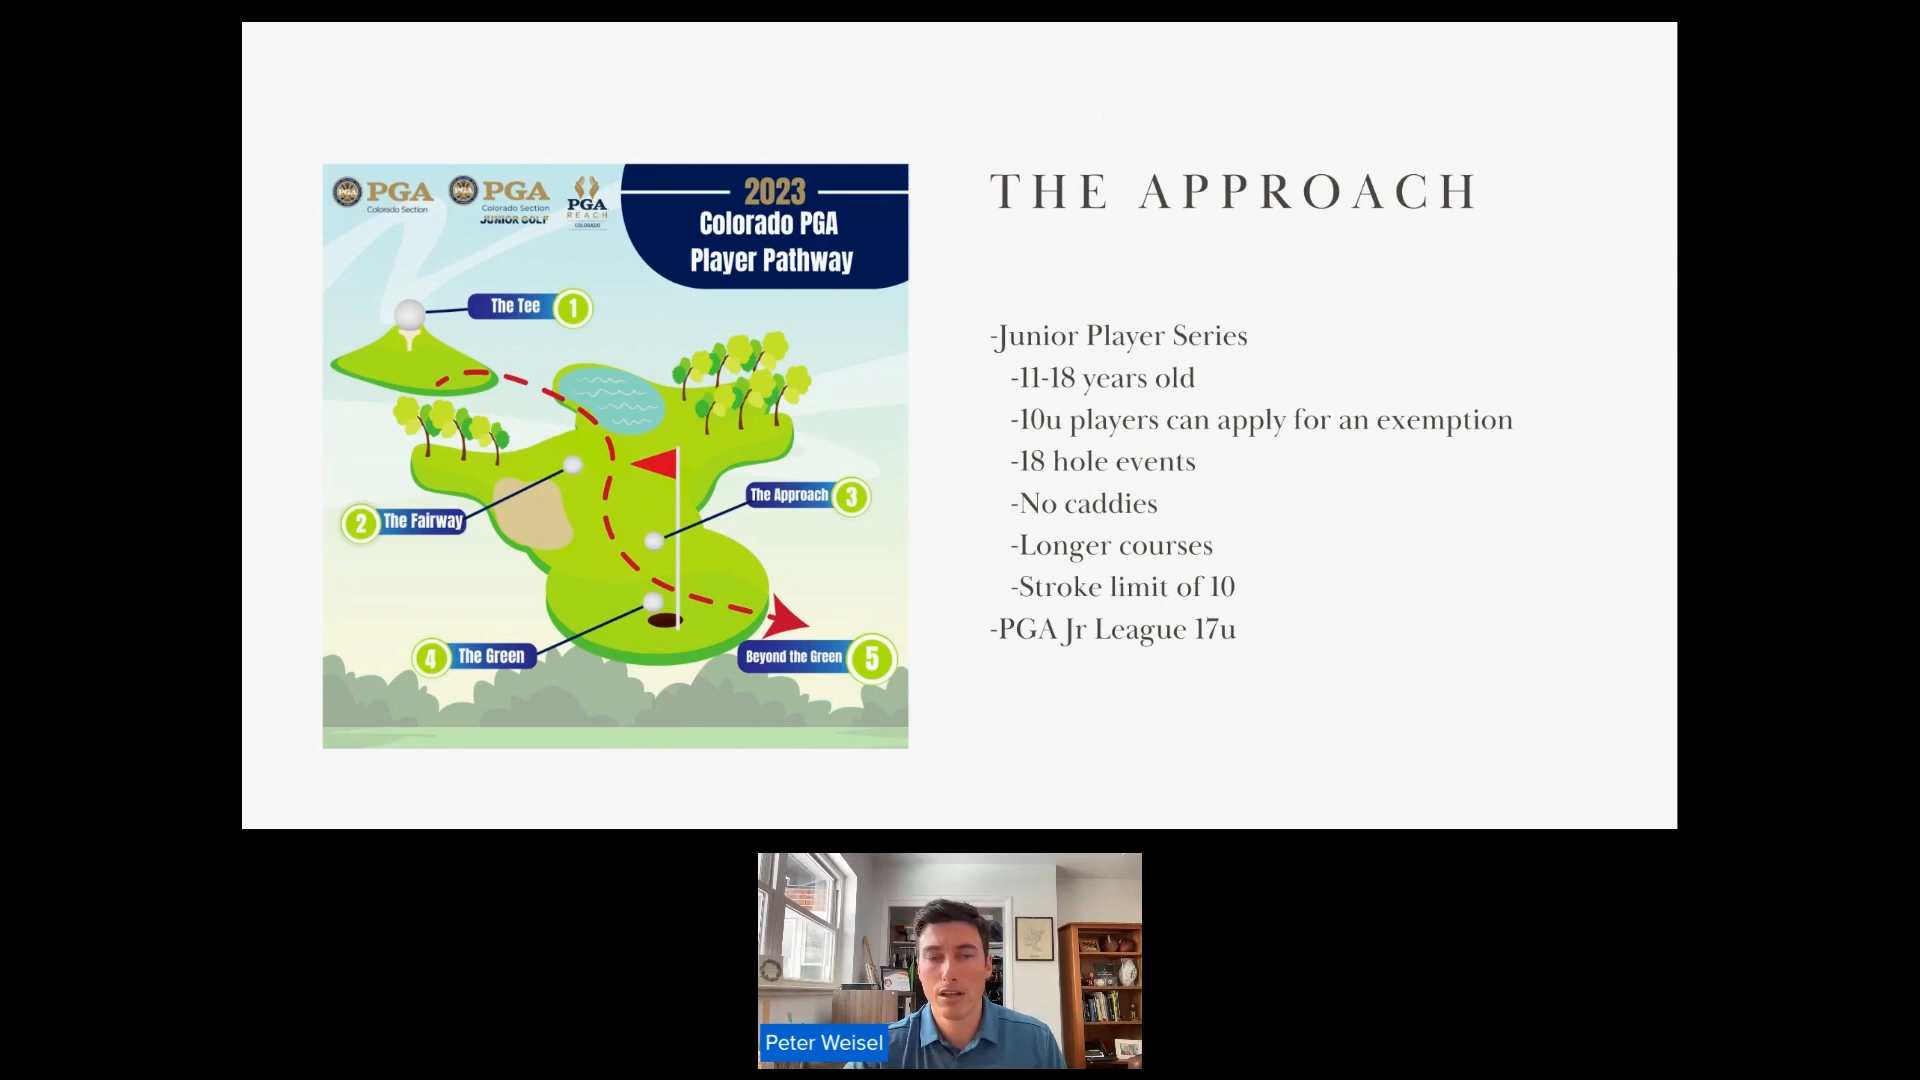 THE APPROACH
PGA
Colorado Section
PGA
Colorado Section
JUNIOR GOLF
PGA
REACH
COLORADO
2023
Colorado PGA
Player Pathway
The Tee 1
2 The Fairway
The Approach 3
4 The Green
Beyond the Green 5
-Junior Player Series
-11-18 years old
-10u players can apply for an exemption
-18 hole events
-No caddies
-Longer courses
-Stroke limit of 10
-PGA Jr League 17u
Peter Weisel